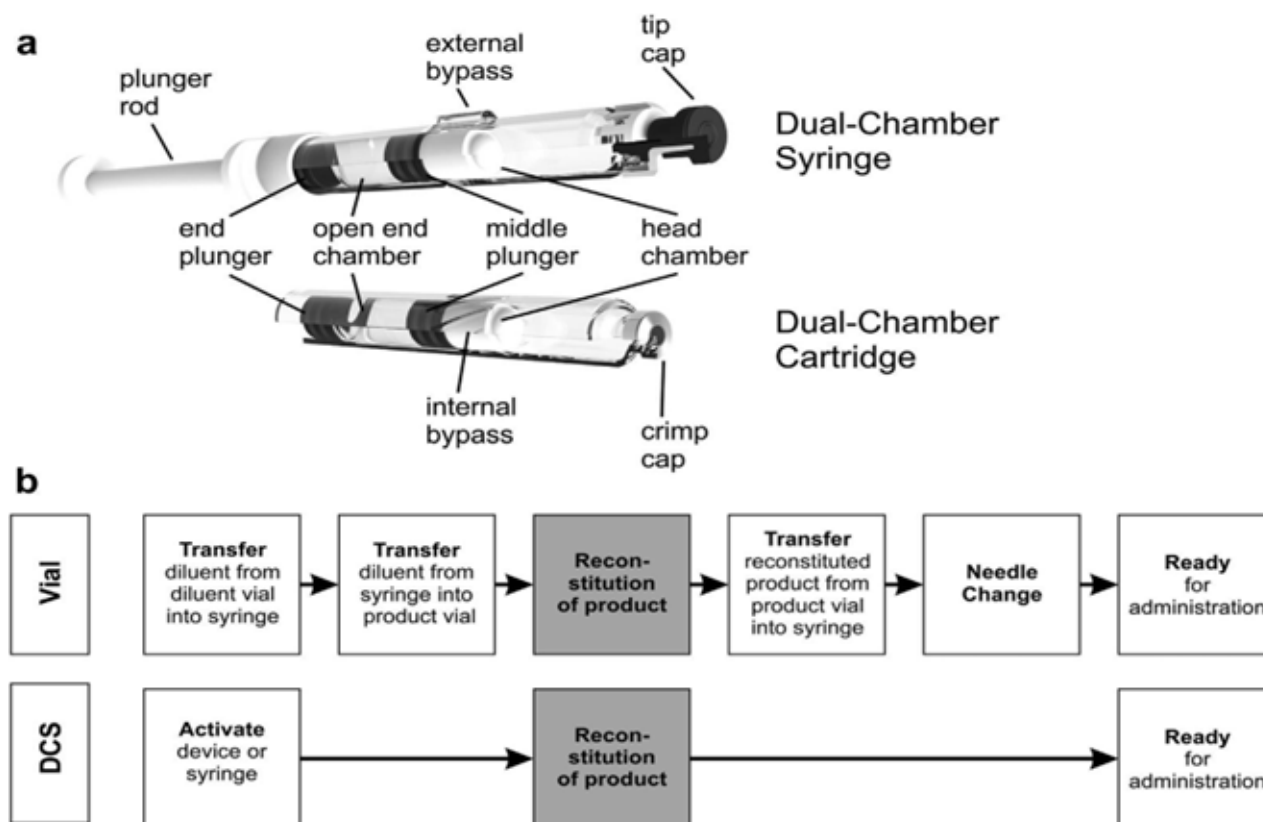 a
plunger
rod
external
bypass
tip
cap
Dual-Chamber
Syringe
end
plunger
open end
chamber
middle
plunger
head
chamber
Dual-Chamber
Cartridge
internal
bypass
crimp
cap
b
Vial
Transfer
diluent from
diluent vial
into syringe
Transfer
diluent from
syringe into
product vial
Recon-
stitution
of product
Transfer
reconstituted
product from
product vial
into syringe
Needle
Change
Ready
for
administration
DCS
Activate
device or
syringe
Recon-
stitution
of product
Ready
for
administration